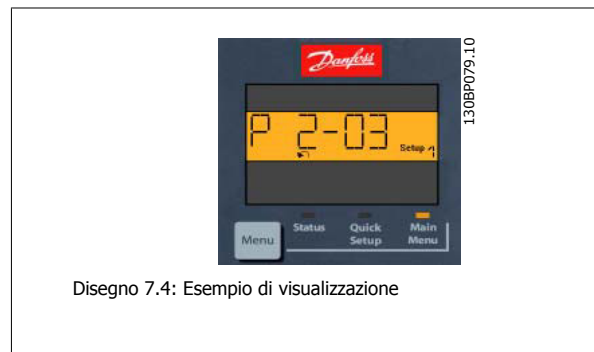 Danfoss
130BP079.10
P 2-03
Setup 1
Status
Quick Setup
Main Menu
Menu
Disegno 7.4: Esempio di visualizzazione